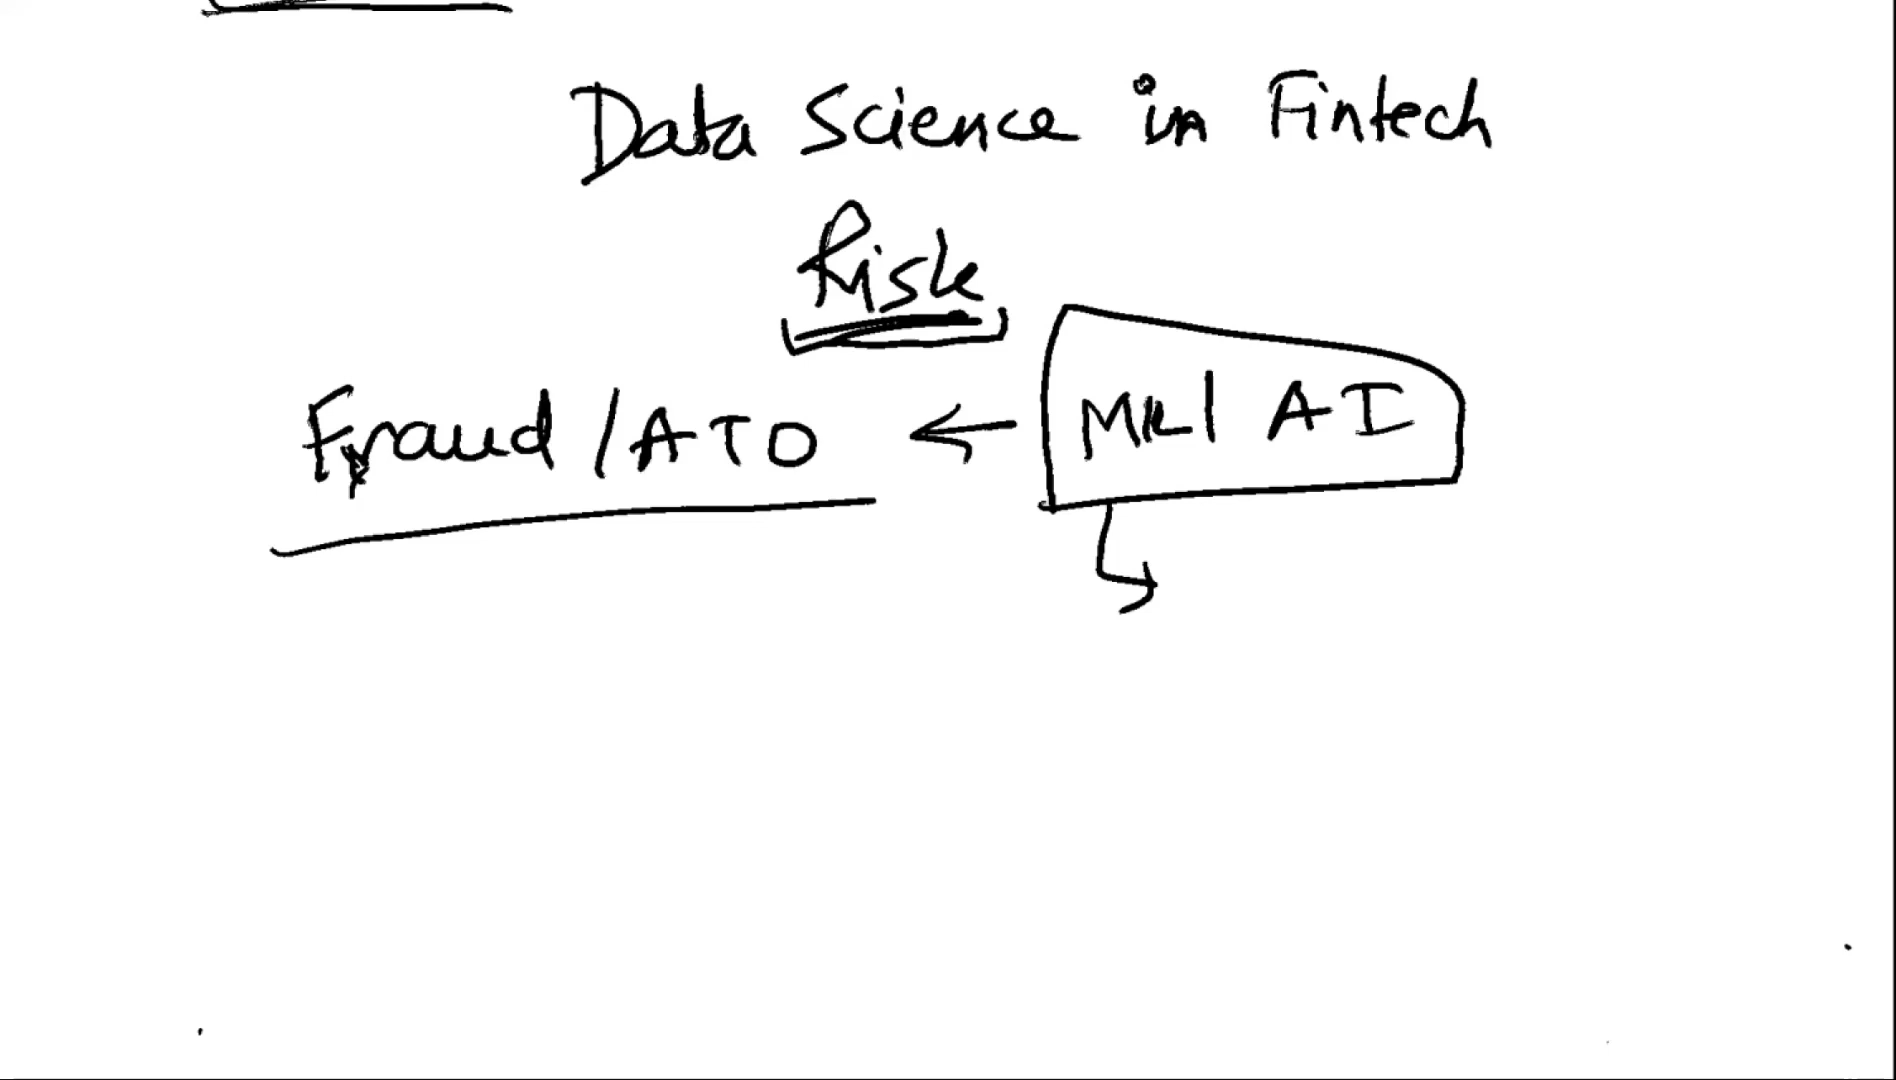 Data Science in Fintech
Risk
Fraud / ATO ← ML | AI